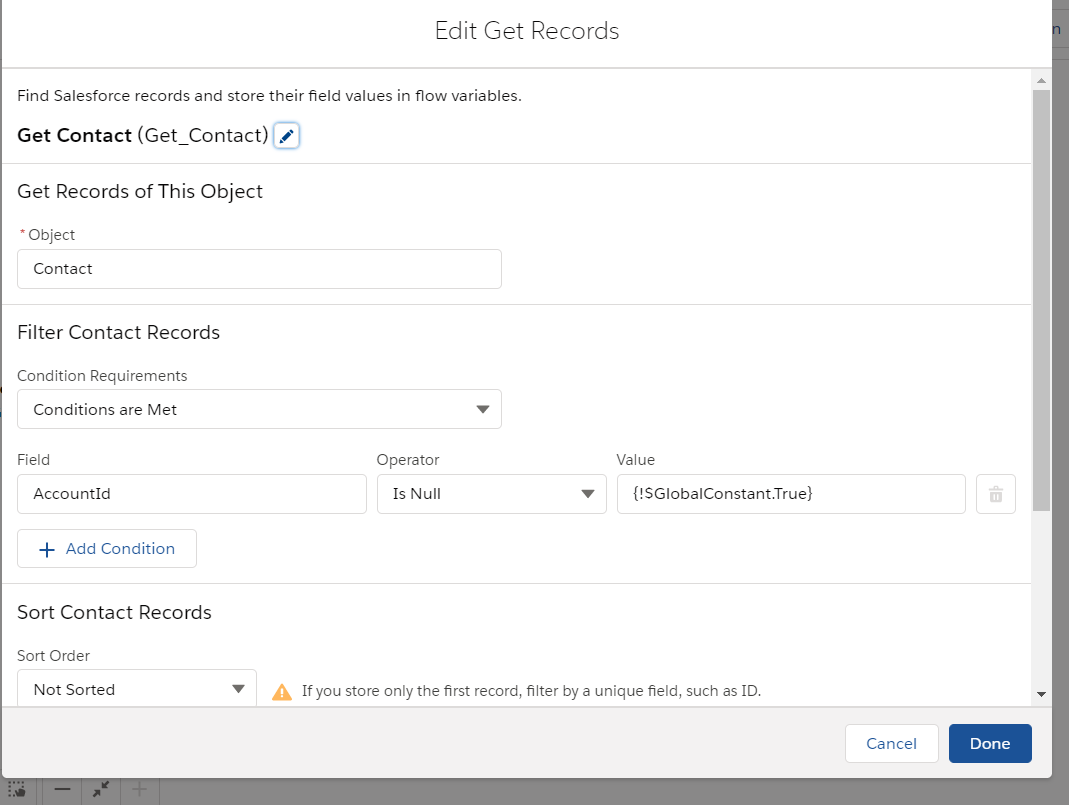 Edit Get Records
n
Find Salesforce records and store their field values in flow variables.
Get Contact (Get_Contact)
Get Records of This Object
* Object
Contact
Filter Contact Records
Condition Requirements
Conditions are Met
Field Operator Value
AccountId Is Null {!$GlobalConstant.True}
+ Add Condition
Sort Contact Records
Sort Order
Not Sorted If you store only the first record, filter by a unique field, such as ID.
Cancel Done